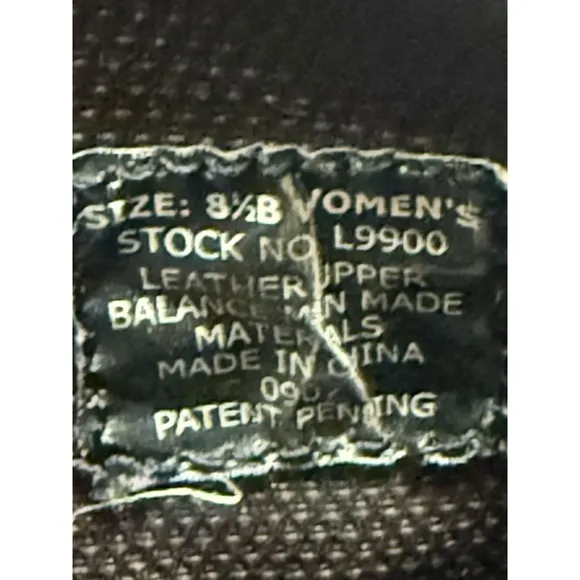 SIZE: 8½B WOMEN'S
STOCK NO L9900
LEATHER UPPER
BALANCE MAN MADE
MATERIALS
MADE IN CHINA
PATENT PENDING